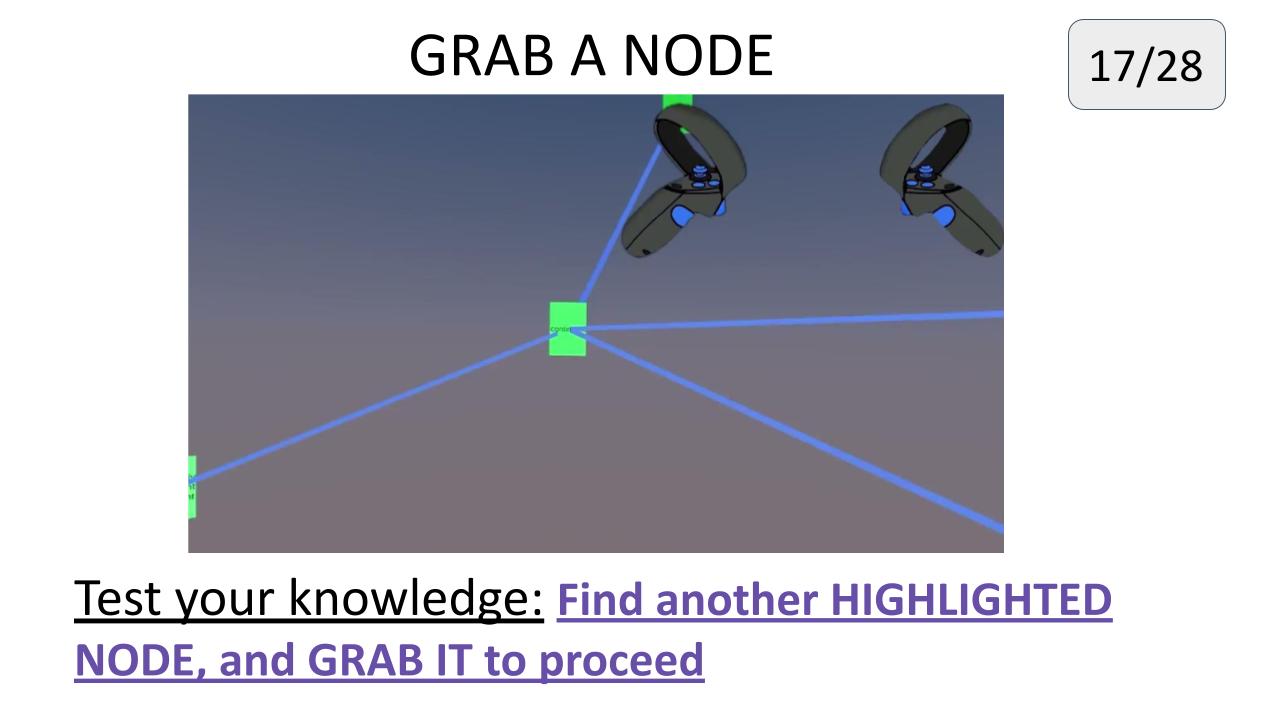 GRAB A NODE
17/28
Test your knowledge: Find another HIGHLIGHTED
NODE, and GRAB IT to proceed